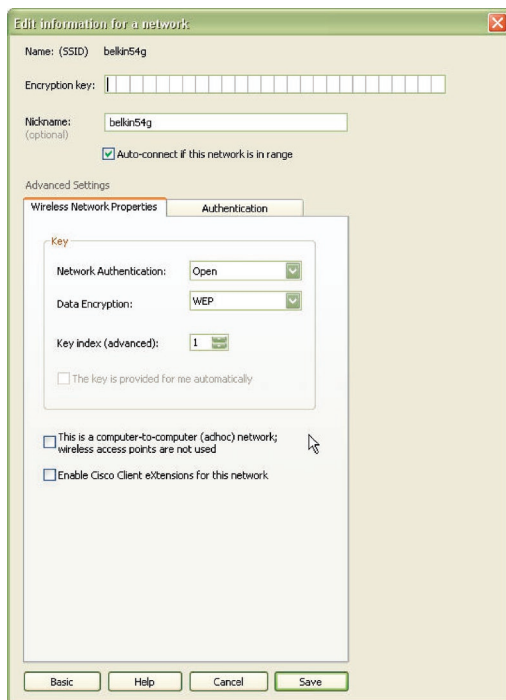 Edit information for a network
Name: (SSID) belkin54g
Encryption key:
Nickname: belkin54g
(optional)
Auto-connect if this network is in range
Advanced Settings
Wireless Network Properties Authentication
Key
Network Authentication: Open
Data Encryption: WEP
Key index (advanced): 1
The key is provided for me automatically
This is a computer-to-computer (adhoc) network;
wireless access points are not used
Enable Cisco Client eXtensions for this network
Basic Help Cancel Save